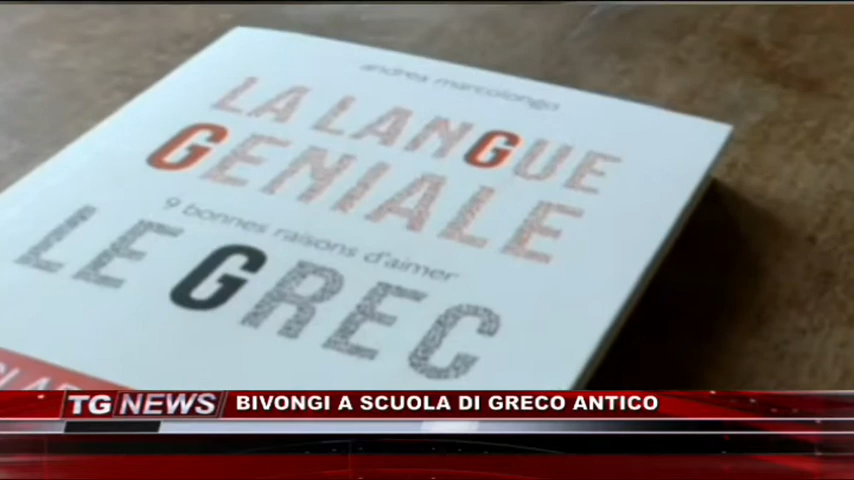 andrea marcolongo
LA LANGUE
GENIALE
9 bonnes raisons d'aimer
LE GREC
TG NEWS BIVONGI A SCUOLA DI GRECO ANTICO